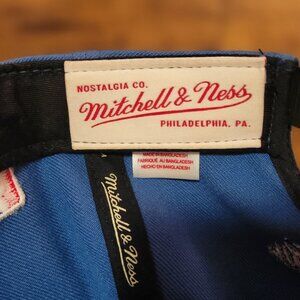 NOSTALGIA CO.
Mitchell & Ness
PHILADELPHIA, PA.
MADE IN BANGLADESH
FABRIQUÉ AU BANGLADESH
HECHO EN BANGLADESH
Mitchell & Ness